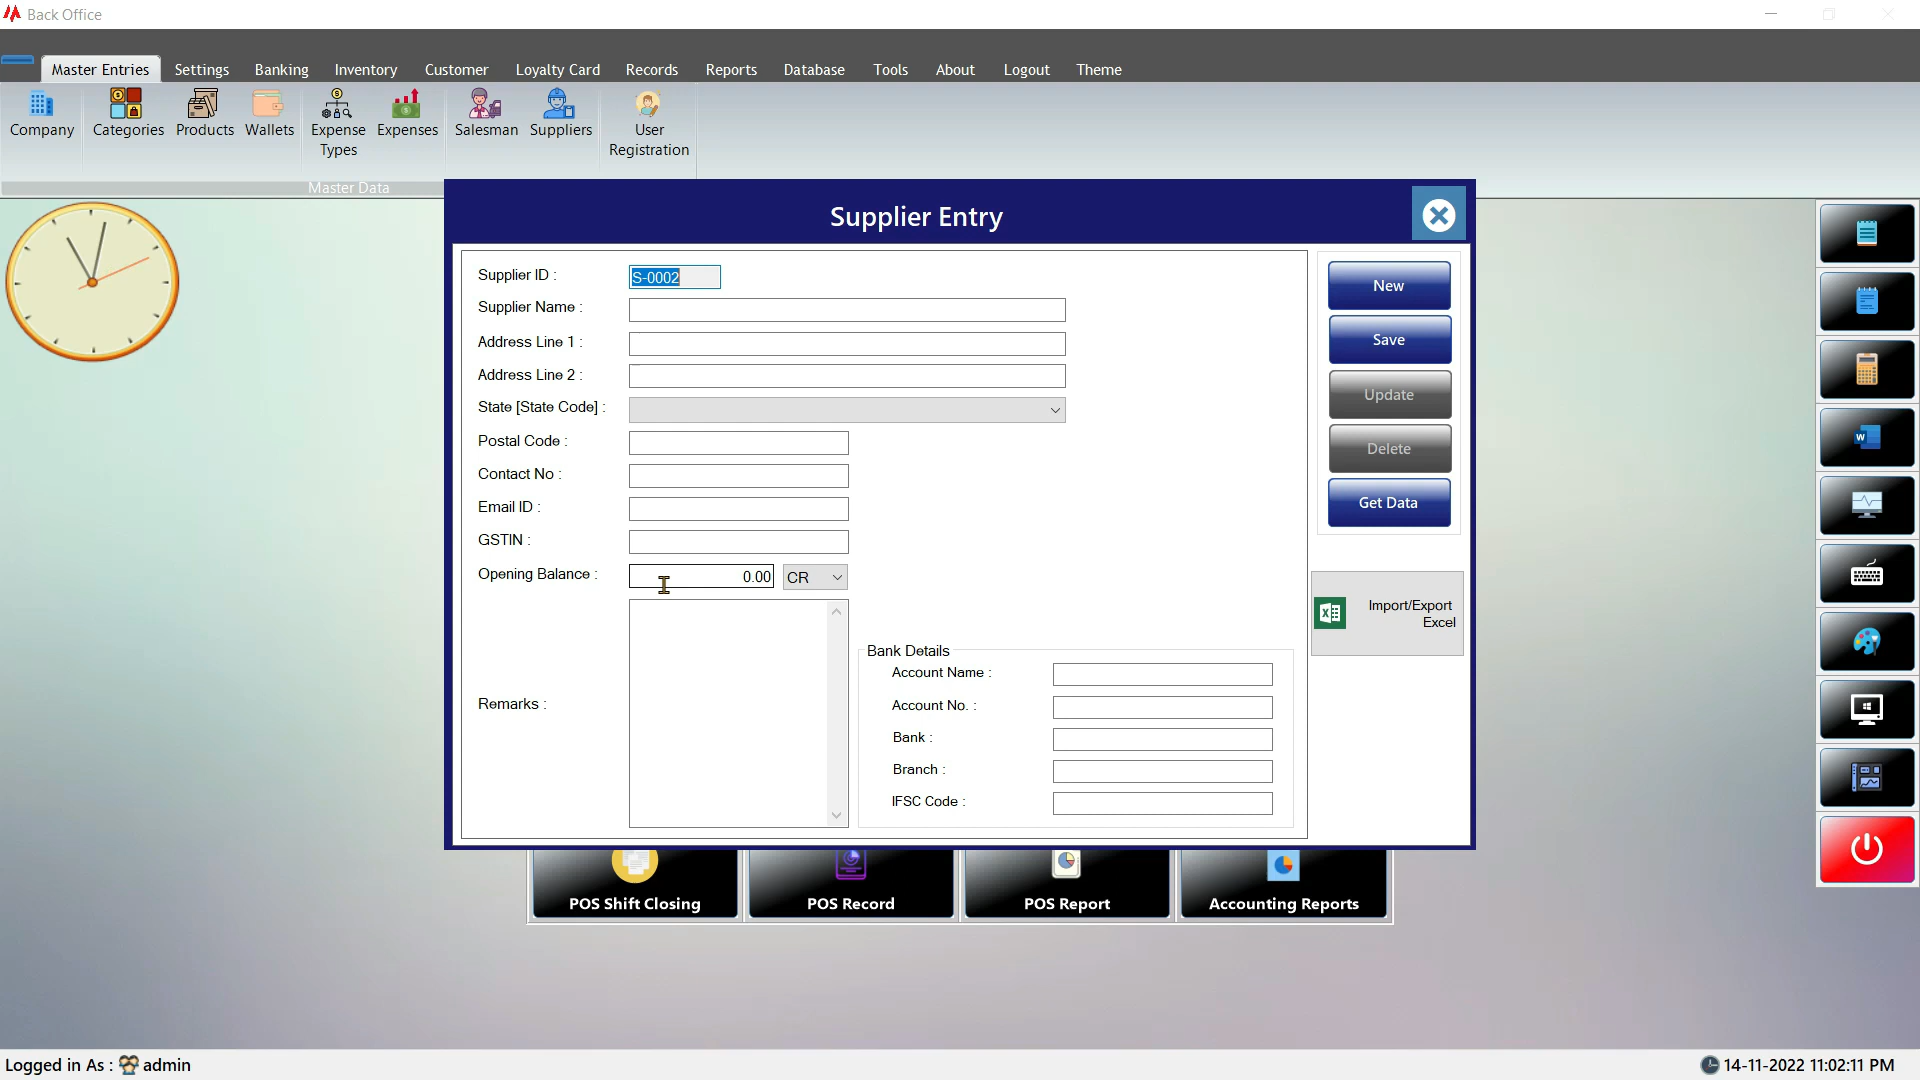 Back Office
Master Entries Settings Banking Inventory Customer Loyalty Card Records Reports Database Tools About Logout Theme
Company Categories Products Wallets Expense Types Expenses Salesman Suppliers User Registration
Master Data
Supplier Entry
Supplier ID : S-0002
Supplier Name :
Address Line 1 :
Address Line 2 :
State [State Code] :
Postal Code :
Contact No :
Email ID :
GSTIN :
Opening Balance : 0.00 CR
Remarks :
Bank Details
Account Name :
Account No. :
Bank :
Branch :
IFSC Code :
New
Save
Update
Delete
Get Data
Import/Export
Excel
POS Shift Closing POS Record POS Report Accounting Reports
Logged in As : admin
14-11-2022 11:02:11 PM